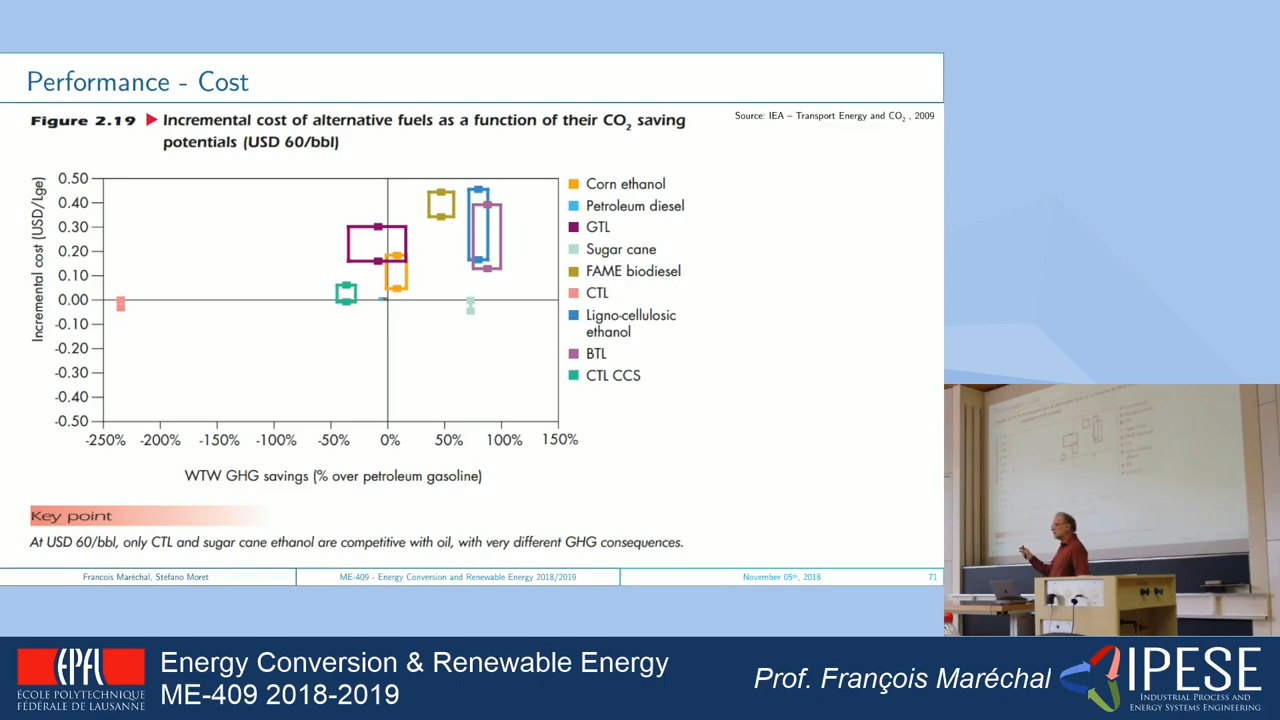 Performance - Cost
Figure 2.19 ▶ Incremental cost of alternative fuels as a function of their CO2 saving
potentials (USD 60/bbl)
Source: IEA – Transport Energy and CO2 , 2009
Incremental cost (USD/Lge)
0.50
0.40
0.30
0.20
0.10
0.00
-0.10
-0.20
-0.30
-0.40
-0.50
-250% -200% -150% -100% -50% 0% 50% 100% 150%
WTW GHG savings (% over petroleum gasoline)
Corn ethanol
Petroleum diesel
GTL
Sugar cane
FAME biodiesel
CTL
Ligno-cellulosic
ethanol
BTL
CTL CCS
Key point
At USD 60/bbl, only CTL and sugar cane ethanol are competitive with oil, with very different GHG consequences.
Francois Maréchal, Stefano Moret
ME-409 - Energy Conversion and Renewable Energy 2018/2019
November 05th, 2018
71
EPFL
ÉCOLE POLYTECHNIQUE
FÉDÉRALE DE LAUSANNE
Energy Conversion & Renewable Energy
ME-409 2018-2019
Prof. François Maréchal
IPESE
Industrial Process and
Energy Systems Engineering